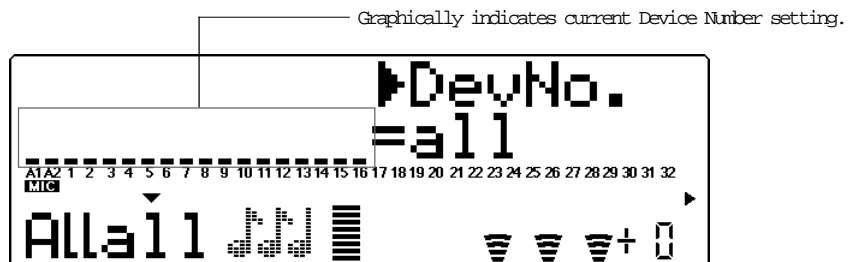 Graphically indicates current Device Number setting.
DevNo.
=all
A1 A2 1 2 3 4 5 6 7 8 9 10 11 12 13 14 15 16 17 18 19 20 21 22 23 24 25 26 27 28 29 30 31 32
MIC
Allall + 0